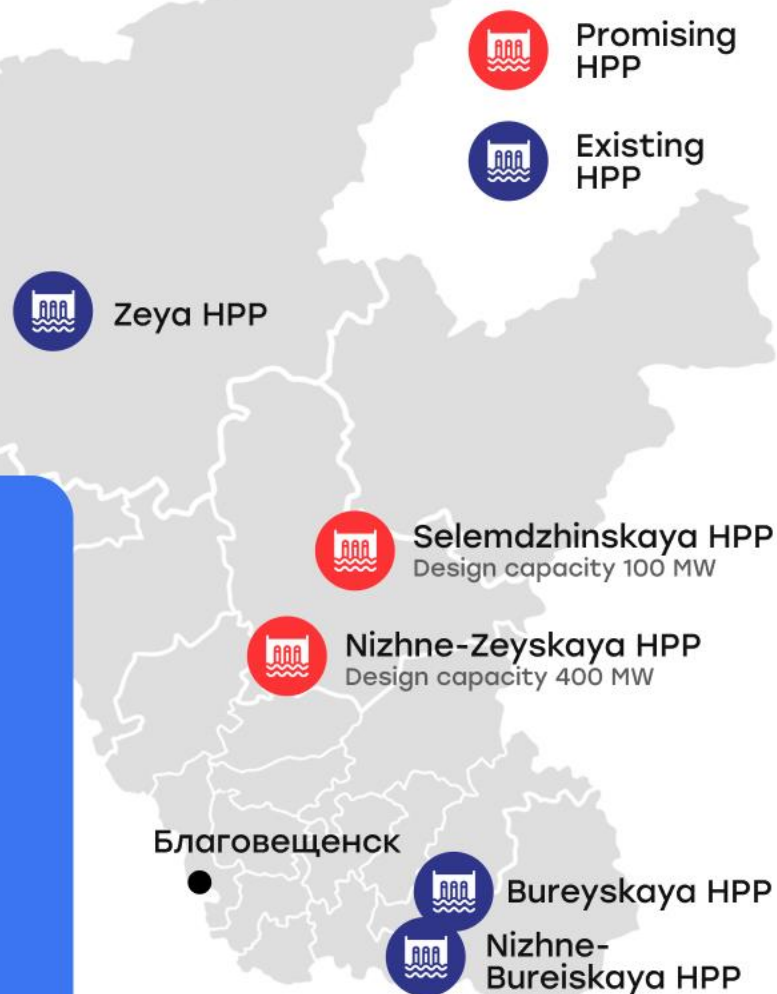 Promising
HPP
Existing
HPP
Zeya HPP
Selemdzhinskaya HPP
Design capacity 100 MW
Nizhne-Zeyskaya HPP
Design capacity 400 MW
Благовещенск
Bureyskaya HPP
Nizhne-
Bureiskaya HPP